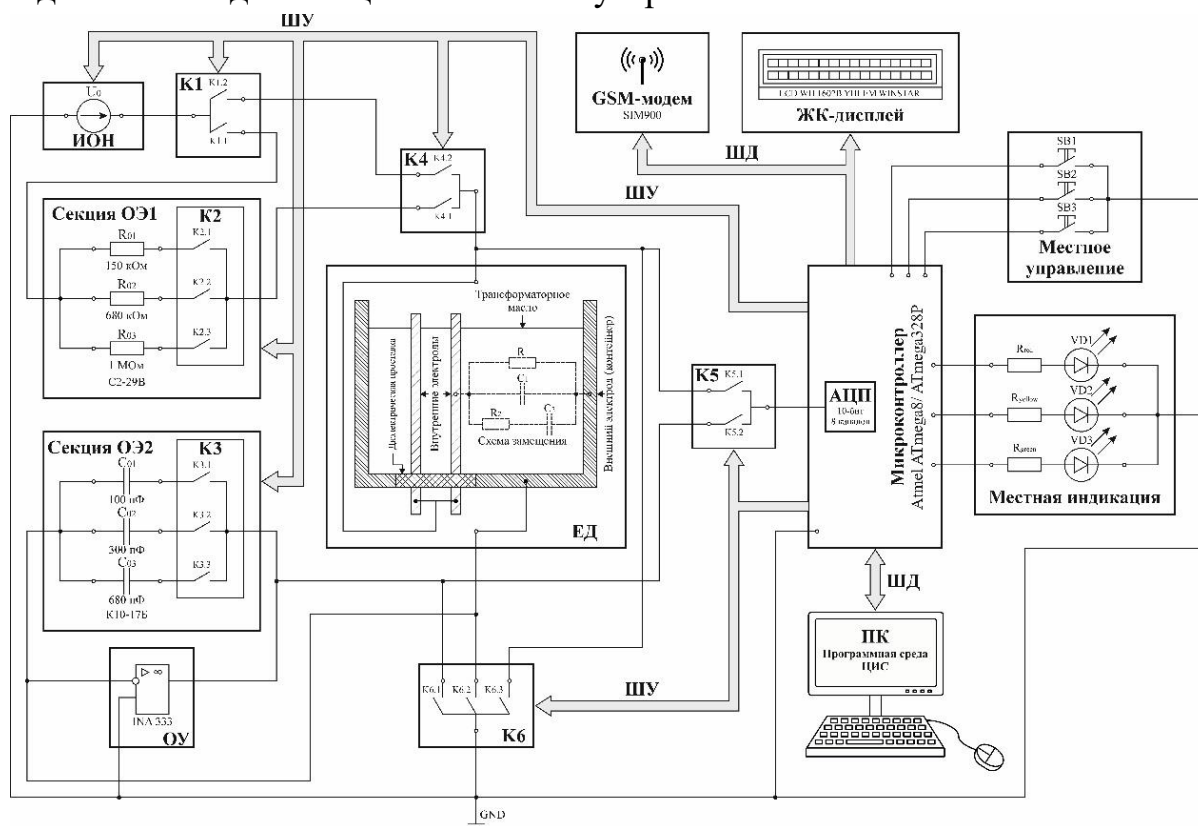 ШУ
K1
K1.2
K1.1
U0
ИОН
GSM-модем
SIM900
ЖК-дисплей
ШД
ШУ
K4
K4.2
K4.1
SB1
SB2
SB3
Местное
управление
Секция ОЭ1
K2
R01
150 кОм
K2.1
R02
680 кОм
K2.2
R03
1 МОм
K2.3
С2-29В
Трансформаторное
масло
Диэлектрическая
Внутренние электроды
R
C1
R2
Схема замещения
Внешний электрод (контейнер)
ЕД
K5
K5.1
K5.2
АЦП
10-бит
8 каналов
Микроконтроллер
Atmel ATmega8/ ATmega328P
VD1
Ryellow
VD2
Rgreen
VD3
Местная индикация
Секция ОЭ2
K3
C01
100 пФ
K3.1
C02
300 пФ
K3.2
C03
680 пФ
K3.3
К10-17Б
ШД
ПК
Программная среда
ЦИС
INA 333
ОУ
K6.1
K6.2
K6.3
K6
ШУ
GND